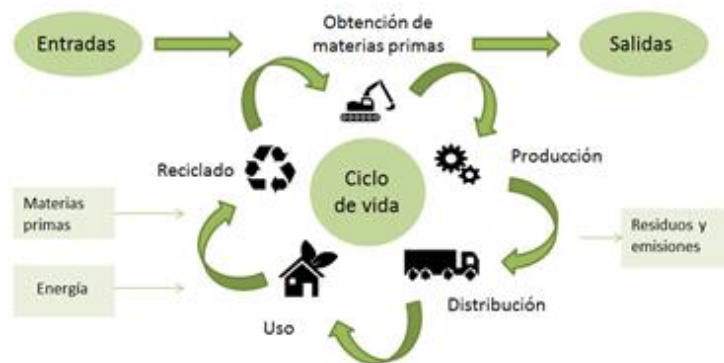 Entradas
Obtención de
materias primas
Salidas
Reciclado
Ciclo
de vida
Producción
Materias
primas
Residuos y
emisiones
Energía
Distribución
Uso